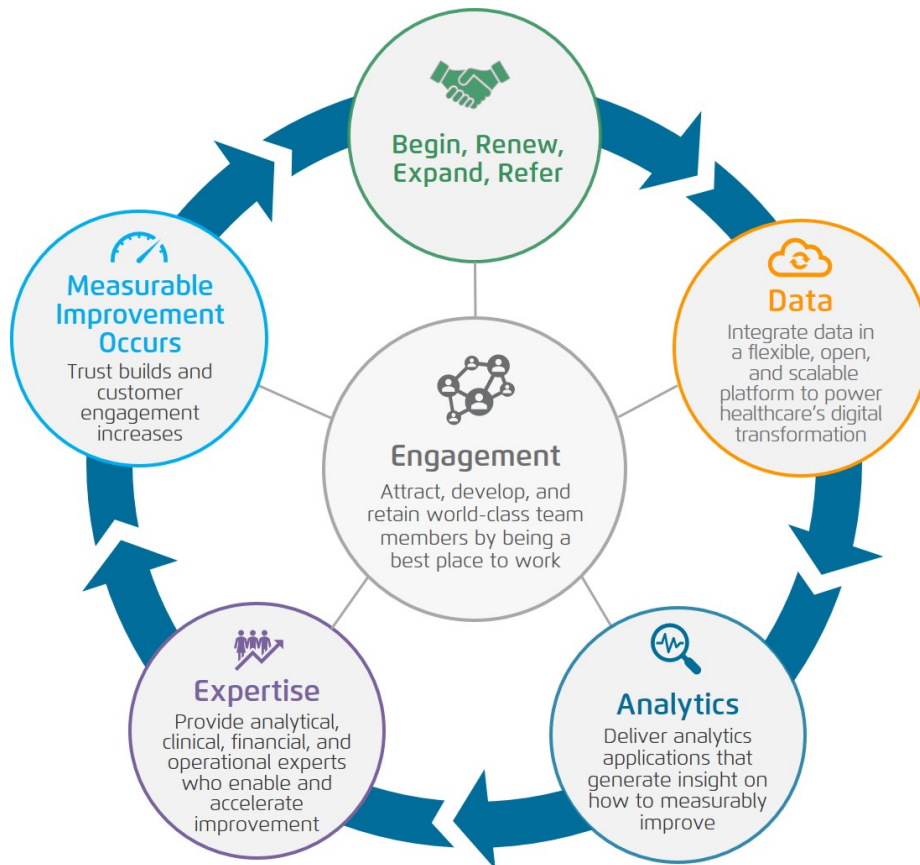 Begin, Renew,
Expand, Refer
Data
Integrate data in
a flexible, open,
and scalable
platform to power
healthcare's digital
transformation
Analytics
Deliver analytics
applications that
generate insight on
how to measurably
improve
Expertise
Provide analytical,
clinical, financial, and
operational experts
who enable and
accelerate
improvement
Measurable
Improvement
Occurs
Trust builds and
customer
engagement
increases
Engagement
Attract, develop, and
retain world-class team
members by being a
best place to work